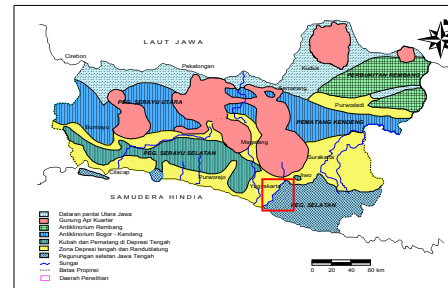 LAUT JAWA
Cirebon
Pekalongan
Kudus
Semarang
PERBUKITAN REMBANG
PEG. SERAYU UTARA
Purwodadi
PEMATANG KENDENG
Bumiayu
Magelang
PEG. SERAYU SELATAN
Surakarta
Cilacap
Purworejo
Yogyakarta
Jiwo
SAMUDERA HINDIA
PEG. SELATAN
Dataran pantai Utara Jawa
Gunung Api Kuarter
Antiklinorium Rembang
Antiklinorium Bogor - Kendeng
Kubah dan Pematang di Depresi Tengah
Zona Depresi tengah dan Randublatung
Pegunungan selatan Jawa Tengah
Sungai
Batas Propinsi
Daerah Penelitian
0 20 40 60 km